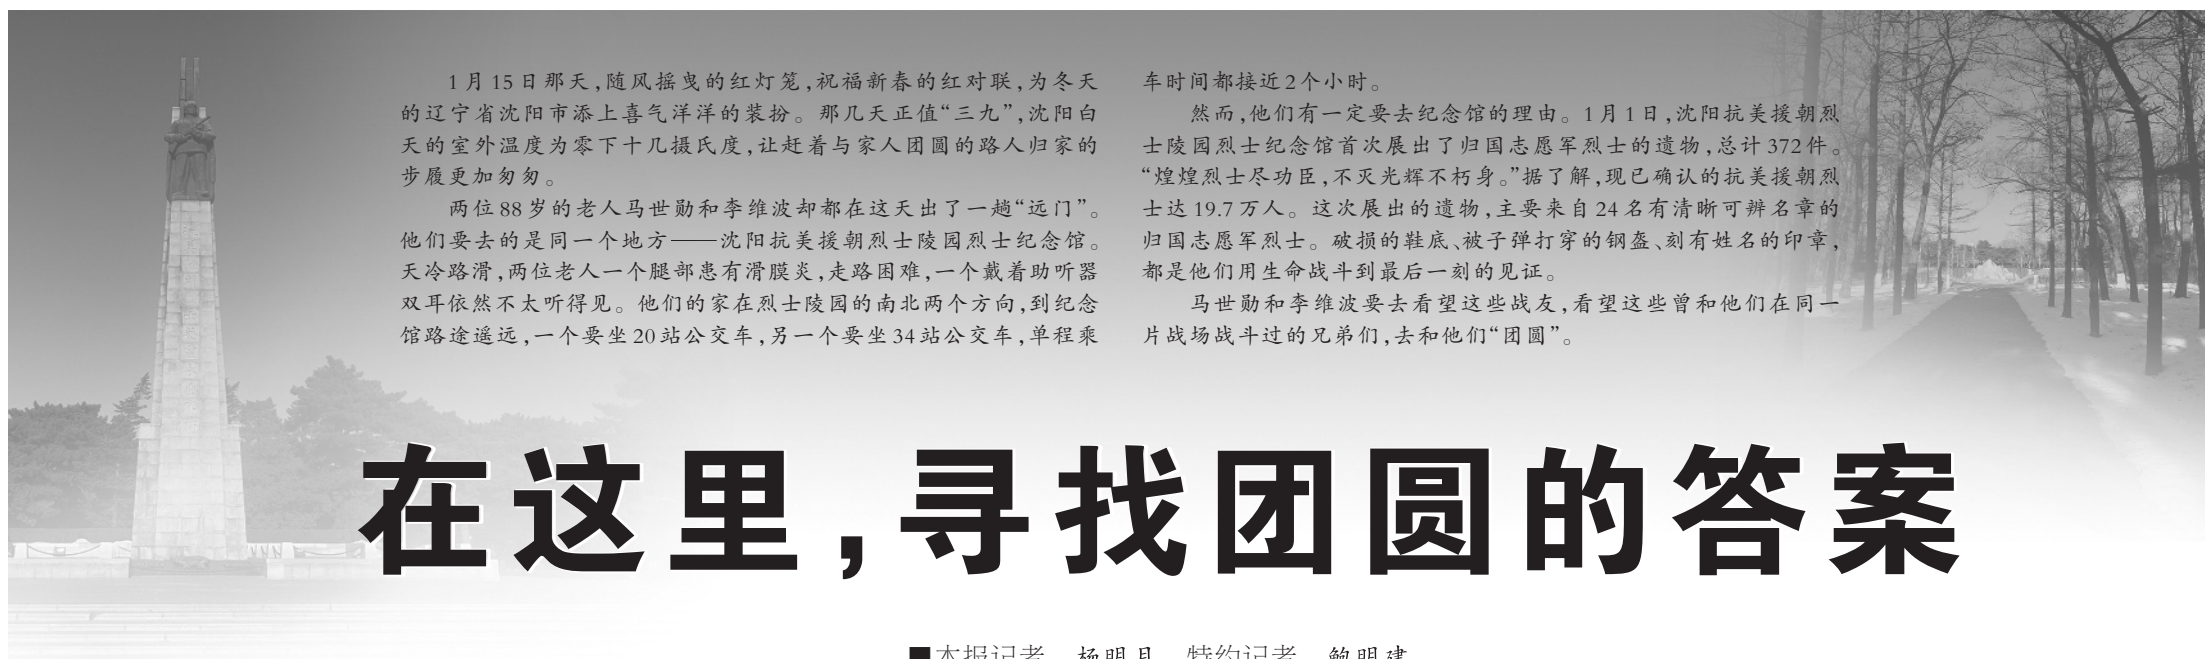 1月15日那天,随风摇曳的红灯笼,祝福新春的红对联,为冬天
的辽宁省沈阳市添上喜气洋洋的装扮。那几天正值“三九”,沈阳白
天的室外温度为零下十几摄氏度,让赶着与家人团圆的路人归家的
步履更加匆匆。
两位88岁的老人马世勋和李维波却都在这天出了一趟“远门”。
他们要去的是同一个地方——沈阳抗美援朝烈士陵园烈士纪念馆。
天冷路滑,两位老人一个腿部患有滑膜炎,走路困难,一个戴着助听器
双耳依然不太听得见。他们的家在烈士陵园的南北两个方向,到纪念
馆路途遥远,一个要坐20站公交车,另一个要坐34站公交车,单程乘
车时间都接近2个小时。
然而,他们有一定要去纪念馆的理由。1月1日,沈阳抗美援朝烈
士陵园烈士纪念馆首次展出了归国志愿军烈士的遗物,总计372件。
“煌煌烈士尽功臣,不灭光辉不朽身。”据了解,现已确认的抗美援朝烈
士达19.7万人。这次展出的遗物,主要来自24名有清晰可辨名章的
归国志愿军烈士。破损的鞋底、被子弹打穿的钢盔、刻有姓名的印章,
都是他们用生命战斗到最后一刻的见证。
马世勋和李维波要去看望这些战友,看望这些曾和他们在同一
片战场战斗过的兄弟们,去和他们“团圆”。
在这里,寻找团圆的答案
■本报记者 杨明月 特约记者 鲍明建